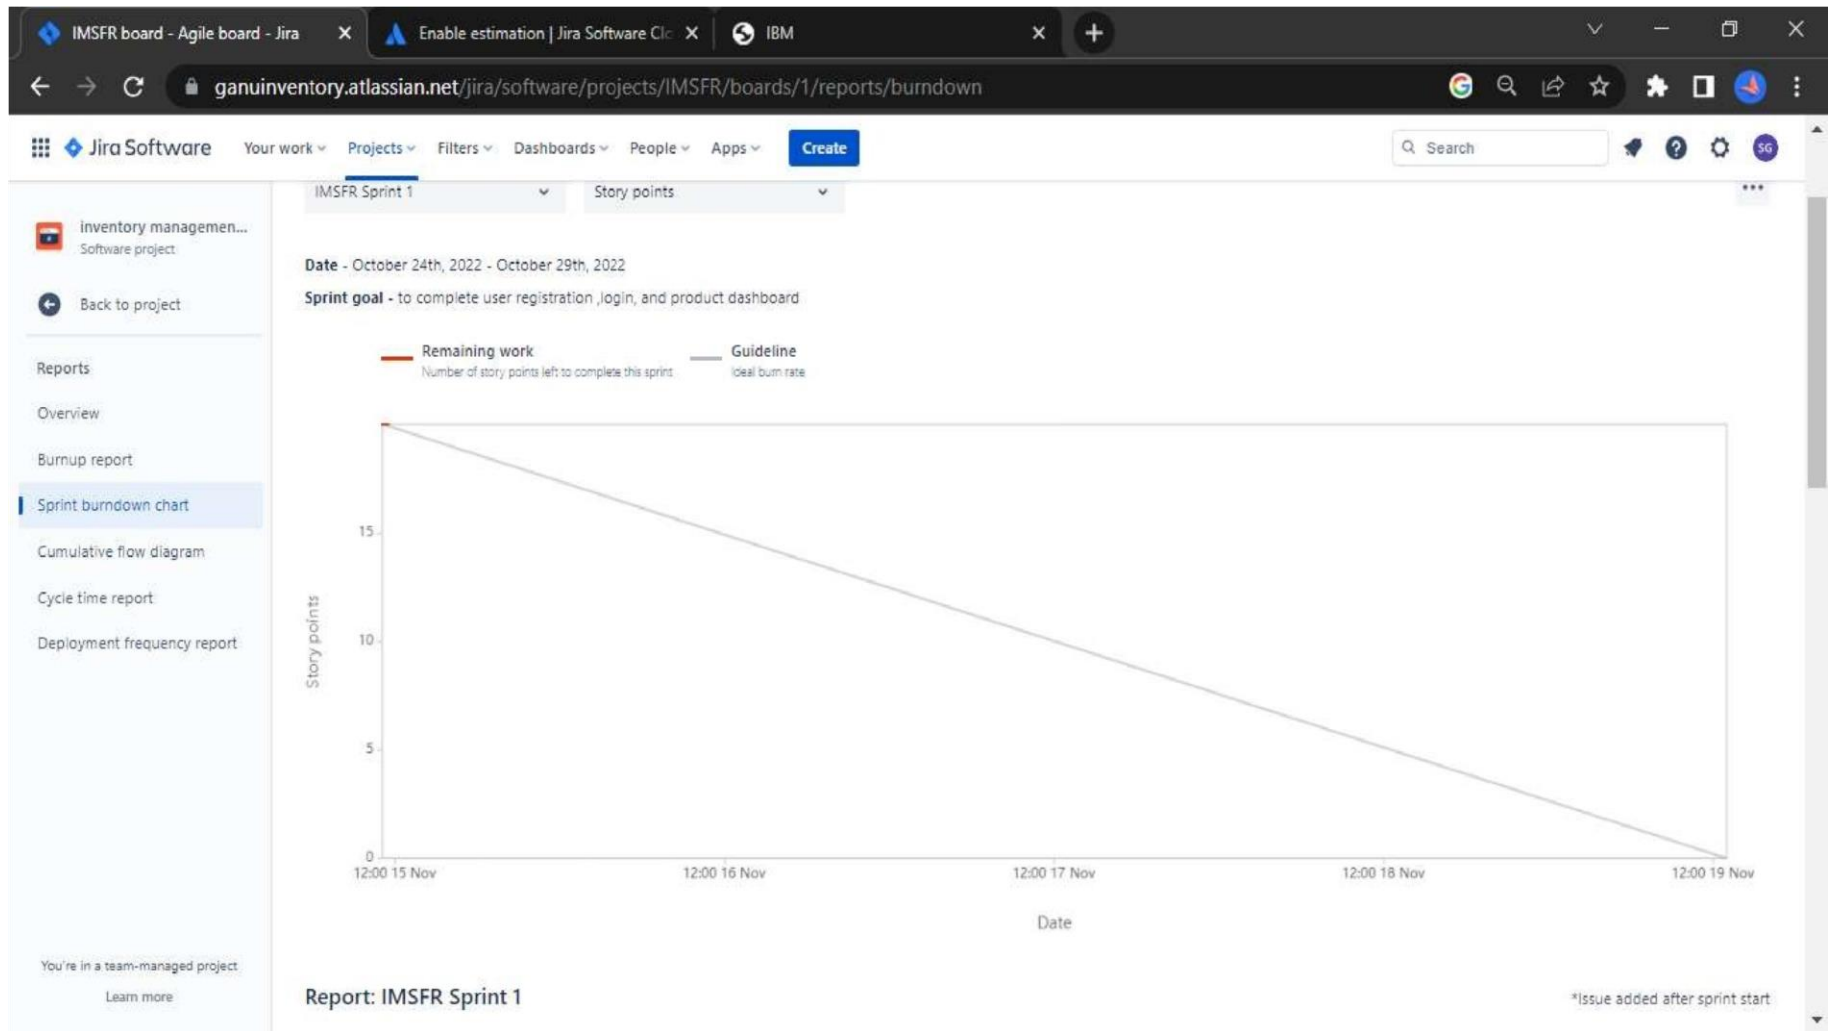 IMSFR board - Agile board - Jira
Enable estimation | Jira Software Clo
IBM
ganuinventory.atlassian.net/jira/software/projects/IMSFR/boards/1/reports/burndown
Jira Software
Your work
Projects
Filters
Dashboards
People
Apps
Create
Search
SG
IMSFR Sprint 1
Story points
inventory managemen...
Software project
Back to project
Reports
Overview
Burnup report
Sprint burndown chart
Cumulative flow diagram
Cycle time report
Deployment frequency report
You're in a team-managed project
Learn more
Date - October 24th, 2022 - October 29th, 2022
Sprint goal - to complete user registration ,login, and product dashboard
Remaining work
Number of story points left to complete this sprint
Guideline
Ideal burn rate
15
10
5
0
Story points
12:00 15 Nov
12:00 16 Nov
12:00 17 Nov
12:00 18 Nov
12:00 19 Nov
Date
Report: IMSFR Sprint 1
*Issue added after sprint start